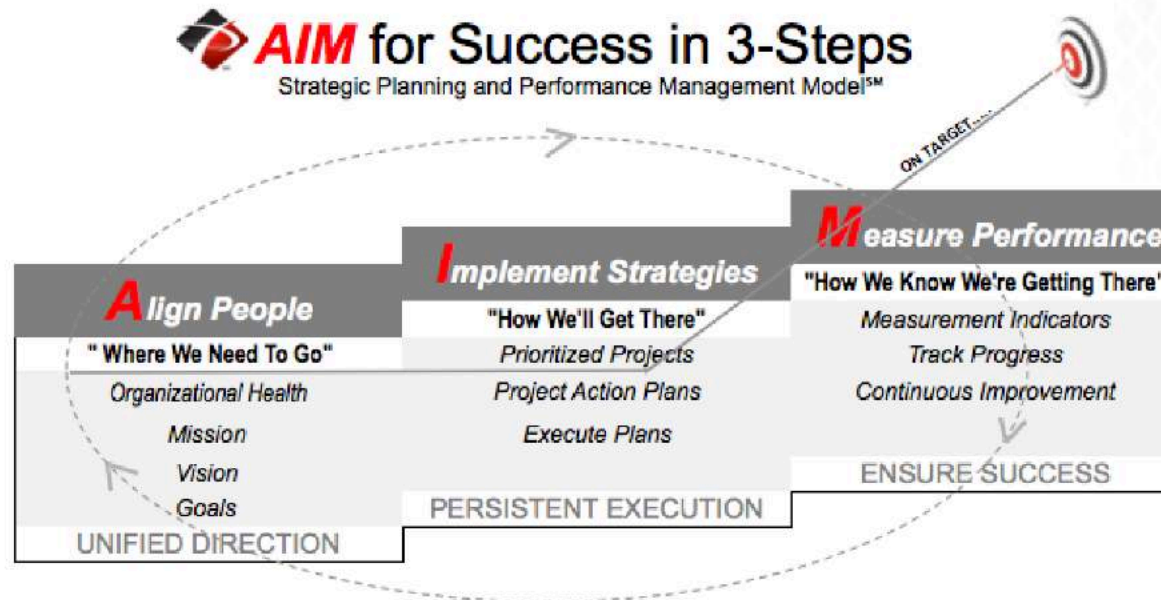 AIM for Success in 3-Steps
Strategic Planning and Performance Management Model℠
ON TARGET.....
Align People
" Where We Need To Go"
Organizational Health
Mission
Vision
Goals
UNIFIED DIRECTION
Implement Strategies
"How We'll Get There"
Prioritized Projects
Project Action Plans
Execute Plans
PERSISTENT EXECUTION
Measure Performance
"How We Know We're Getting There"
Measurement Indicators
Track Progress
Continuous Improvement
ENSURE SUCCESS